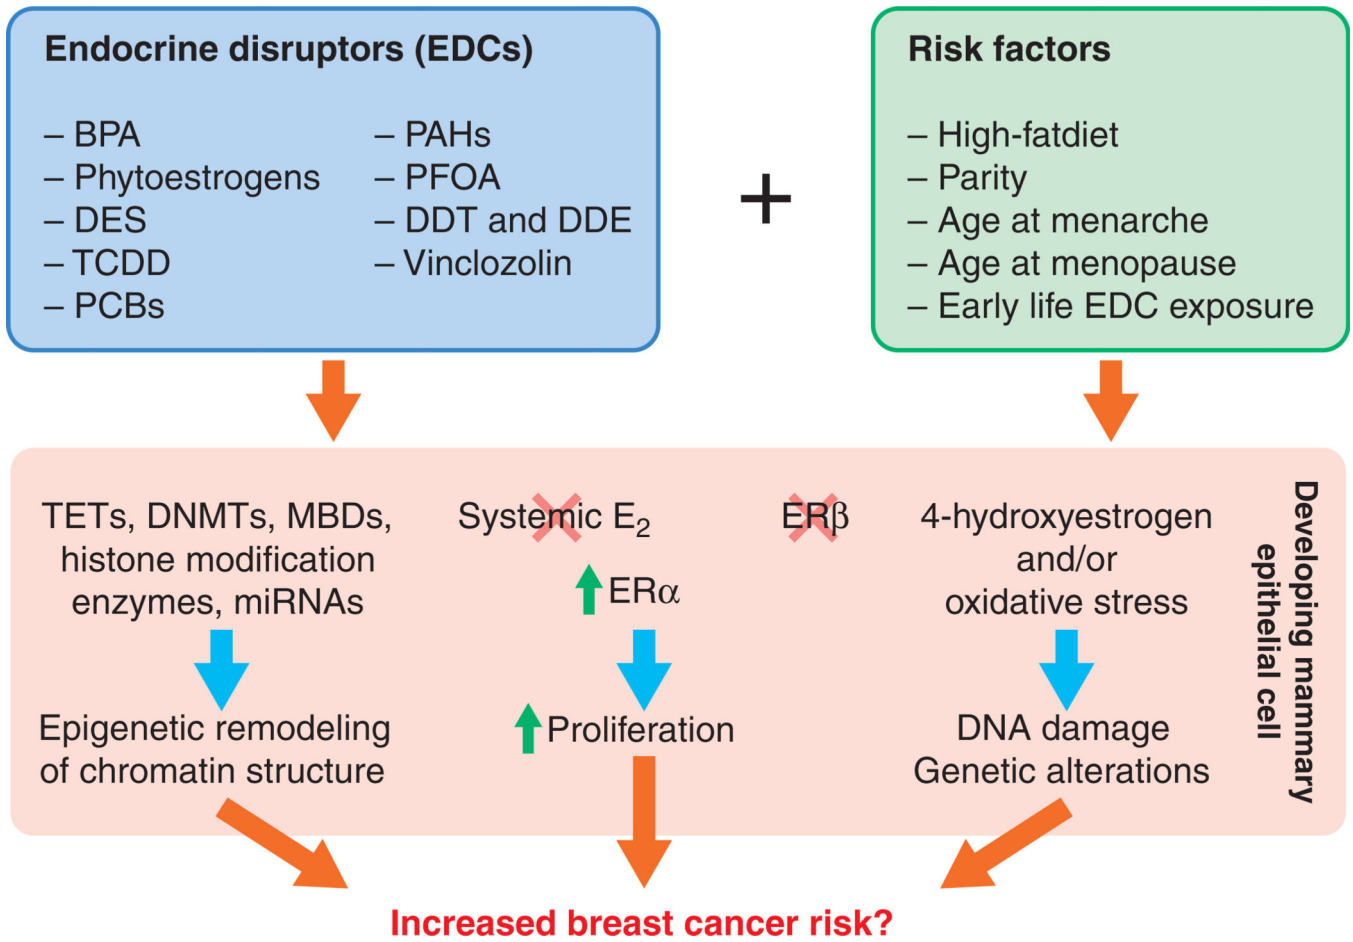 Endocrine disruptors (EDCs)
– BPA
– Phytoestrogens
– DES
– TCDD
– PCBs
– PAHs
– PFOA
– DDT and DDE
– Vinclozolin
+
Risk factors
– High-fatdiet
– Parity
– Age at menarche
– Age at menopause
– Early life EDC exposure
TETs, DNMTs, MBDs,
histone modification
enzymes, miRNAs
Epigenetic remodeling
of chromatin structure
Systemic E₂
ERα
Proliferation
ERβ
4-hydroxyestrogen
and/or
oxidative stress
DNA damage
Genetic alterations
Developing mammary
epithelial cell
Increased breast cancer risk?